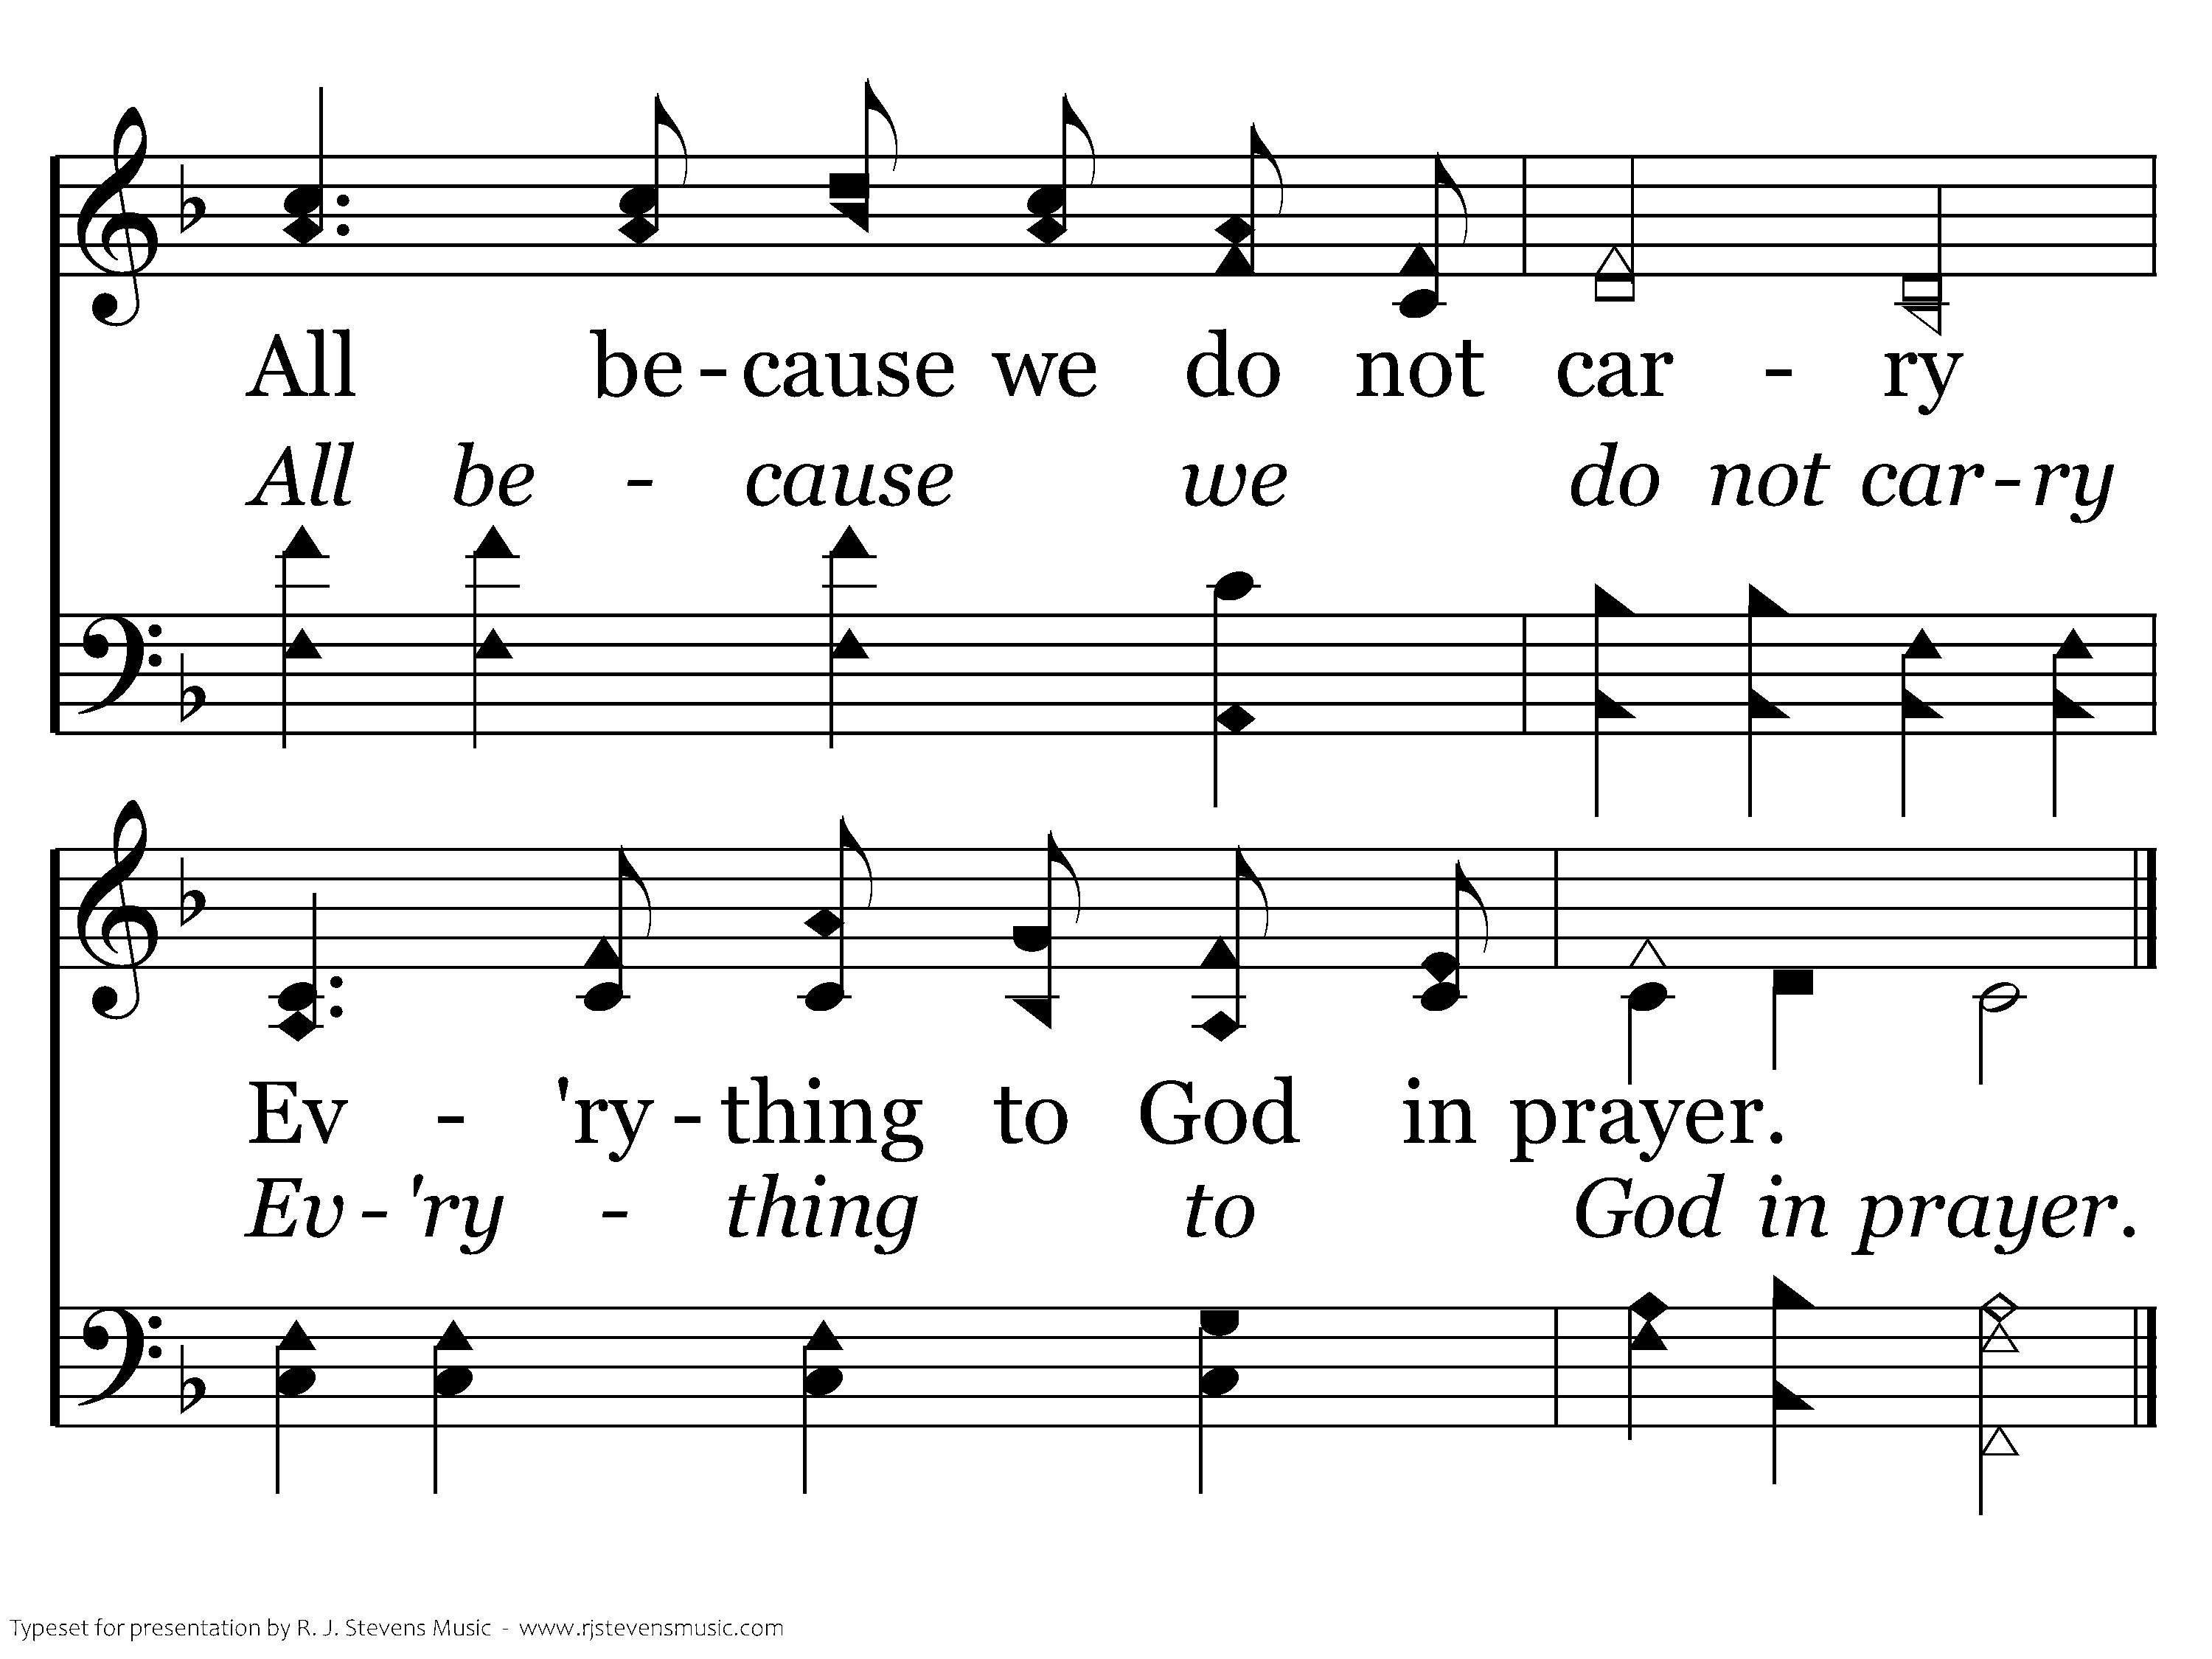 All be - cause we do not car - ry
All be - cause we do not car - ry
Ev - 'ry - thing to God in prayer.
Ev - 'ry - thing to God in prayer.
Typeset for presentation by R. J. Stevens Music - www.rjstevensmusic.com